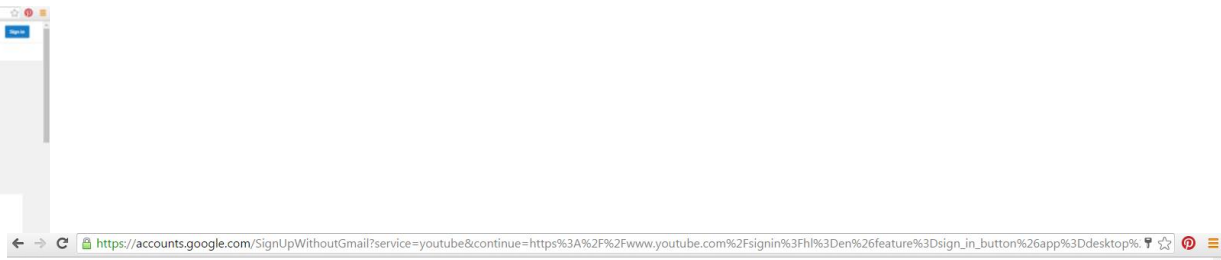 Sign in
https://accounts.google.com/SignUpWithoutGmail?service=youtube&continue=https%3A%2F%2Fwww.youtube.com%2Fsignin%3Fhl%3Den%26feature%3Dsign_in_button%26app%3Ddesktop%.